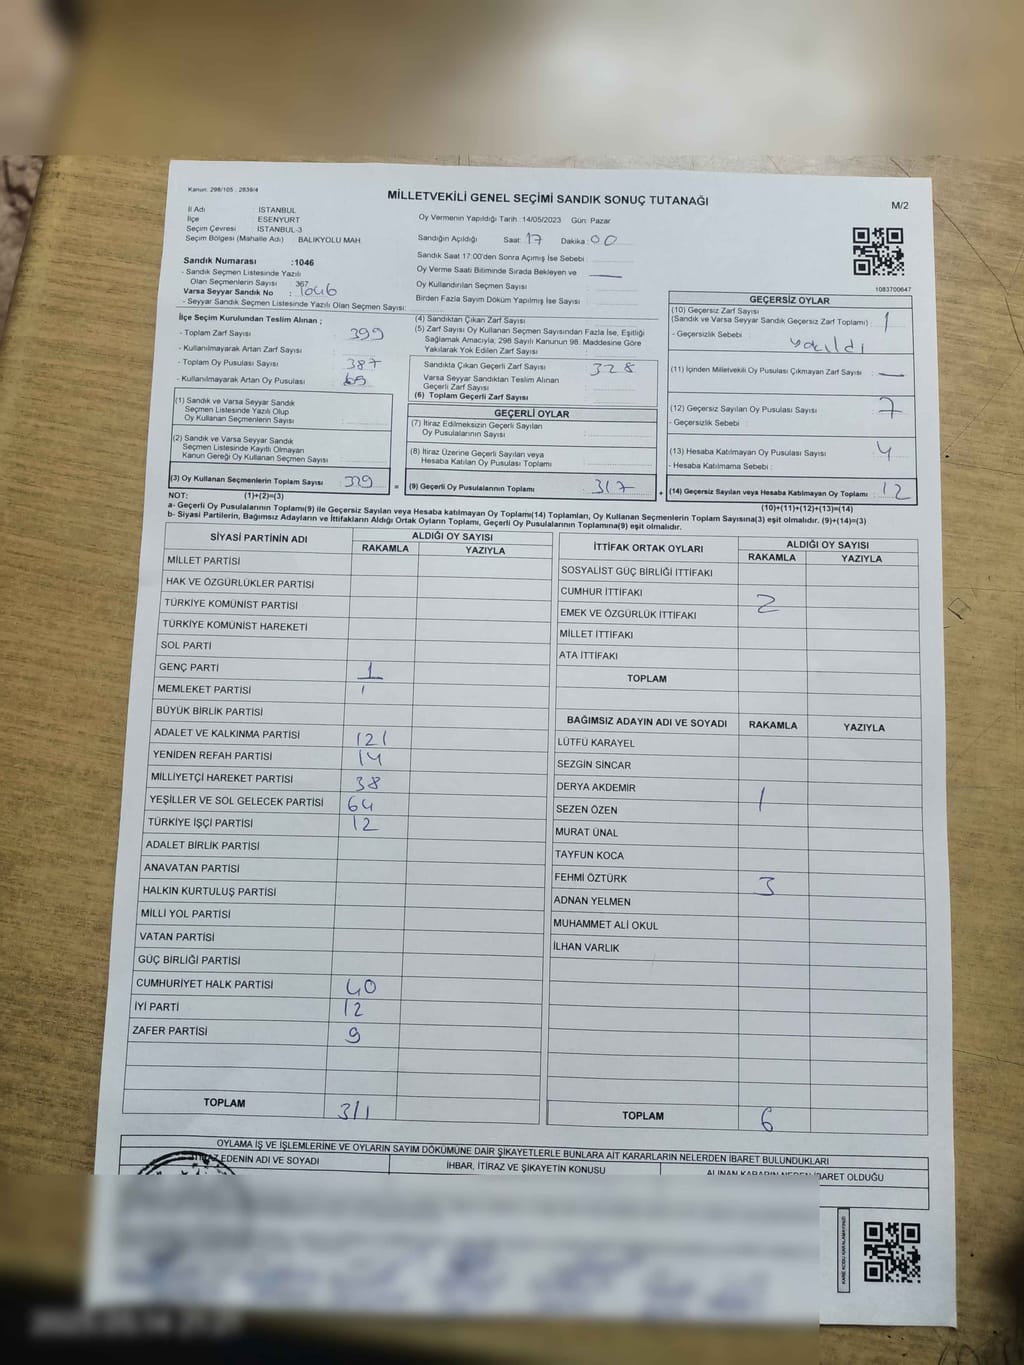 Kanun: 298/105 : 2839/4
MİLLETVEKİLİ GENEL SEÇİMİ SANDIK SONUÇ TUTANAĞI
M/2
İl Adı : İSTANBUL
İlçe : ESENYURT
Seçim Çevresi : İSTANBUL-3
Seçim Bölgesi (Mahalle Adı) : BALIKYOLU MAH.
Oy Vermenin Yapıldığı Tarih : 14/05/2023 Gün: Pazar
Sandığın Açıldığı Saat: 17 Dakika: 00
Sandık Saat 17:00'den Sonra Açımış İse Sebebi :
Oy Verme Saati Bitiminde Sırada Bekleyen ve
Oy Kullandırılan Seçmen Sayısı :
Birden Fazla Sayım Döküm Yapılmış İse Sayısı :
1083700647
Sandık Numarası : 1046
- Sandık Seçmen Listesinde Yazılı
Olan Seçmenlerin Sayısı : 367
Varsa Seyyar Sandık No : 1046
- Seyyar Sandık Seçmen Listesinde Yazılı Olan Seçmen Sayısı:
İlçe Seçim Kurulundan Teslim Alınan ;
- Toplam Zarf Sayısı : 399
- Kullanılmayarak Artan Zarf Sayısı :
- Toplam Oy Pusulası Sayısı : 387
- Kullanılmayarak Artan Oy Pusulası :
(1) Sandık ve Varsa Seyyar Sandık
Seçmen Listesinde Yazılı Olup
Oy Kullanan Seçmenlerin Sayısı :
(2) Sandık ve Varsa Seyyar Sandık
Seçmen Listesinde Kayıtlı Olmayan
Kanun Gereği Oy Kullanan Seçmen Sayısı :
(3) Oy Kullanan Seçmenlerin Toplam Sayısı : 329
(1)+(2)=(3)
(4) Sandıktan Çıkan Zarf Sayısı :
(5) Zarf Sayısı Oy Kullanan Seçmen Sayısından Fazla İse, Eşitliği
Sağlamak Amacıyla; 298 Sayılı Kanunun 98. Maddesine Göre
Yakılarak Yok Edilen Zarf Sayısı :
Sandıkta Çıkan Geçerli Zarf Sayısı : 328
Varsa Seyyar Sandıktan Teslim Alınan
Geçerli Zarf Sayısı :
(6) Toplam Geçerli Zarf Sayısı :
GEÇERLİ OYLAR
(7) İtiraz Edilmeksizin Geçerli Sayılan
Oy Pusulalarının Sayısı :
(8) İtiraz Üzerine Geçerli Sayılan veya
Hesaba Katılan Oy Pusulası Toplamı :
= (9) Geçerli Oy Pusulalarının Toplamı : 317
GEÇERSİZ OYLAR
(10) Geçersiz Zarf Sayısı
(Sandık ve Varsa Seyyar Sandık Geçersiz Zarf Toplamı) : 1
- Geçersizlik Sebebi : yakıldı
(11) İçinden Milletvekili Oy Pusulası Çıkmayan Zarf Sayısı : —
(12) Geçersiz Sayılan Oy Pusulası Sayısı : 7
- Geçersizlik Sebebi :
(13) Hesaba Katılmayan Oy Pusulası Sayısı : 4
- Hesaba Katılmama Sebebi :
+ (14) Geçersiz Sayılan veya Hesaba Katılmayan Oy Toplamı : 12
(10)+(11)+(12)+(13)=(14)
NOT:
a- Geçerli Oy Pusulalarının Toplamı(9) ile Geçersiz Sayılan veya Hesaba Katılmayan Oy Toplamı(14) Toplamları, Oy Kullanan Seçmenlerin Toplam Sayısına(3) eşit olmalıdır. (9)+(14)=(3)
b- Siyasi Partilerin, Bağımsız Adayların ve İttifakların Aldığı Ortak Oyların Toplamı, Geçerli Oy Pusulalarının Toplamına(9) eşit olmalıdır.
SİYASİ PARTİNİN ADI
ALDIĞI OY SAYISI
RAKAMLA YAZIYLA
MİLLET PARTİSİ
HAK VE ÖZGÜRLÜKLER PARTİSİ
TÜRKİYE KOMÜNİST PARTİSİ
TÜRKİYE KOMÜNİST HAREKETİ
SOL PARTİ
GENÇ PARTİ 1
MEMLEKET PARTİSİ
BÜYÜK BİRLİK PARTİSİ
ADALET VE KALKINMA PARTİSİ 121
YENİDEN REFAH PARTİSİ 14
MİLLİYETÇİ HAREKET PARTİSİ 38
YEŞİLLER VE SOL GELECEK PARTİSİ 64
TÜRKİYE İŞÇİ PARTİSİ 12
ADALET BİRLİK PARTİSİ
ANAVATAN PARTİSİ
HALKIN KURTULUŞ PARTİSİ
MİLLİ YOL PARTİSİ
VATAN PARTİSİ
GÜÇ BİRLİĞİ PARTİSİ
CUMHURİYET HALK PARTİSİ 40
İYİ PARTİ 12
ZAFER PARTİSİ 9
TOPLAM 311
İTTİFAK ORTAK OYLARI
ALDIĞI OY SAYISI
RAKAMLA YAZIYLA
SOSYALİST GÜÇ BİRLİĞİ İTTİFAKI
CUMHUR İTTİFAKI 2
EMEK VE ÖZGÜRLÜK İTTİFAKI
MİLLET İTTİFAKI
ATA İTTİFAKI
TOPLAM
BAĞIMSIZ ADAYIN ADI VE SOYADI RAKAMLA YAZIYLA
LÜTFÜ KARAYEL
SEZGİN SİNCAR
DERYA AKDEMİR 1
SEZEN ÖZEN
MURAT ÜNAL
TAYFUN KOCA
FEHMİ ÖZTÜRK 3
ADNAN YELMEN
MUHAMMET ALİ OKUL
İLHAN VARLIK
TOPLAM 6
OYLAMA İŞ VE İŞLEMLERİNE VE OYLARIN SAYIM DÖKÜMÜNE DAİR ŞİKAYETLERLE BUNLARA AİT KARARLARIN NELERDEN İBARET BULUNDUKLARI
EDENİN ADI VE SOYADI
İHBAR, İTİRAZ VE ŞİKAYETİN KONUSU
ALINAN KARARIN NEDEN İBARET OLDUĞU